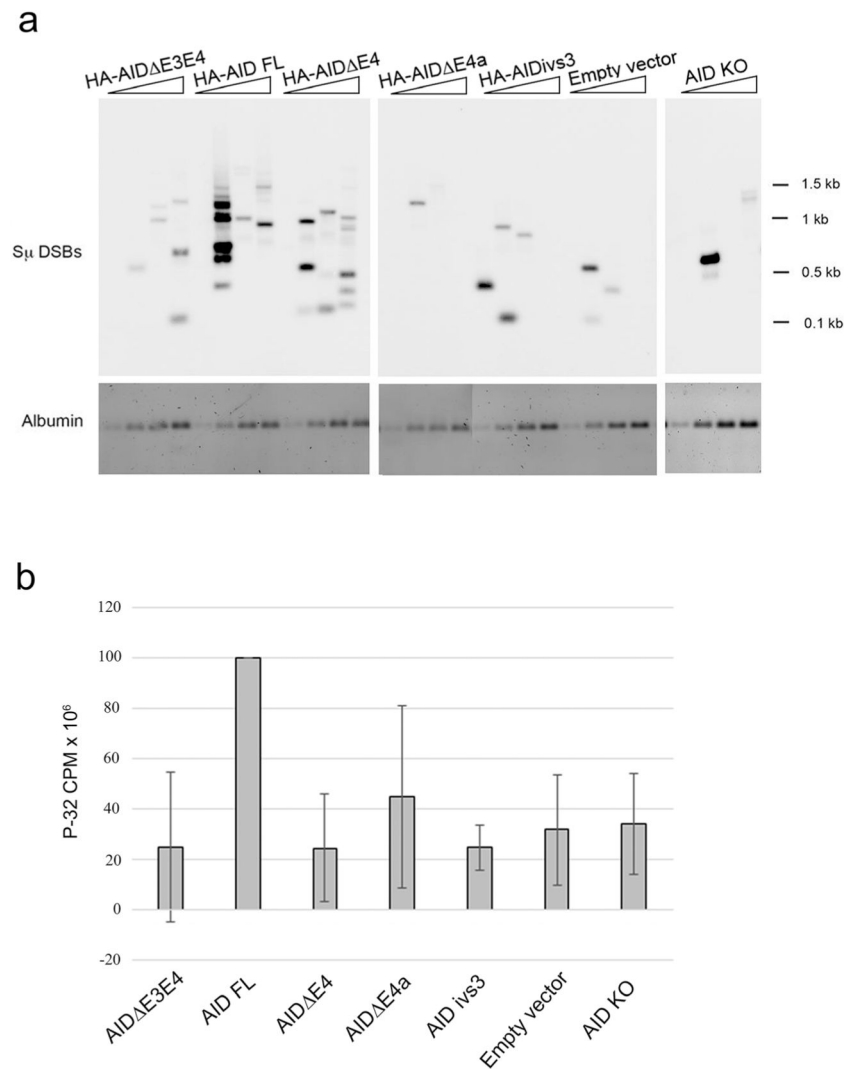 a
HA-AIDΔE3E4 HA-AID FL HA-AIDΔE4 HA-AIDΔE4a HA-AIDivs3 Empty vector AID KO
Sμ DSBs
1.5 kb
1 kb
0.5 kb
0.1 kb
Albumin
b
P-32 CPM x 10⁶
120
100
80
60
40
20
0
-20
AIDΔE3E4 AID FL AIDΔE4 AIDΔE4a AID ivs3 Empty vector AID KO